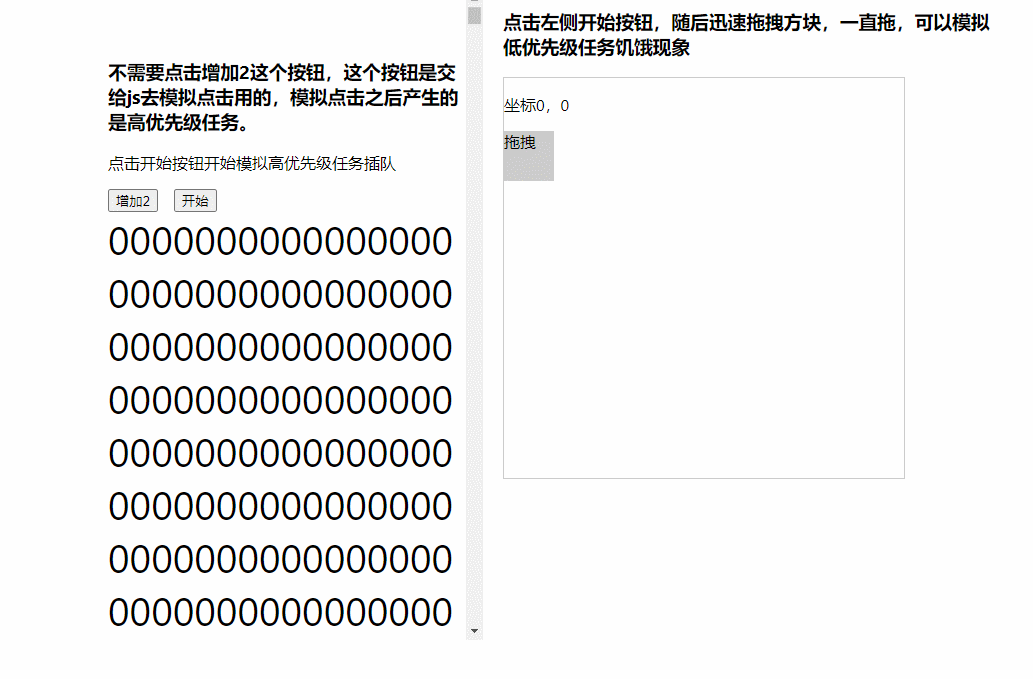 不需要点击增加2这个按钮，这个按钮是交
给js去模拟点击用的，模拟点击之后产生的
是高优先级任务。
点击开始按钮开始模拟高优先级任务插队
增加2 开始
0000000000000000
0000000000000000
0000000000000000
0000000000000000
0000000000000000
0000000000000000
0000000000000000
0000000000000000
点击左侧开始按钮，随后迅速拖拽方块，一直拖，可以模拟
低优先级任务饥饿现象
坐标0，0
拖拽